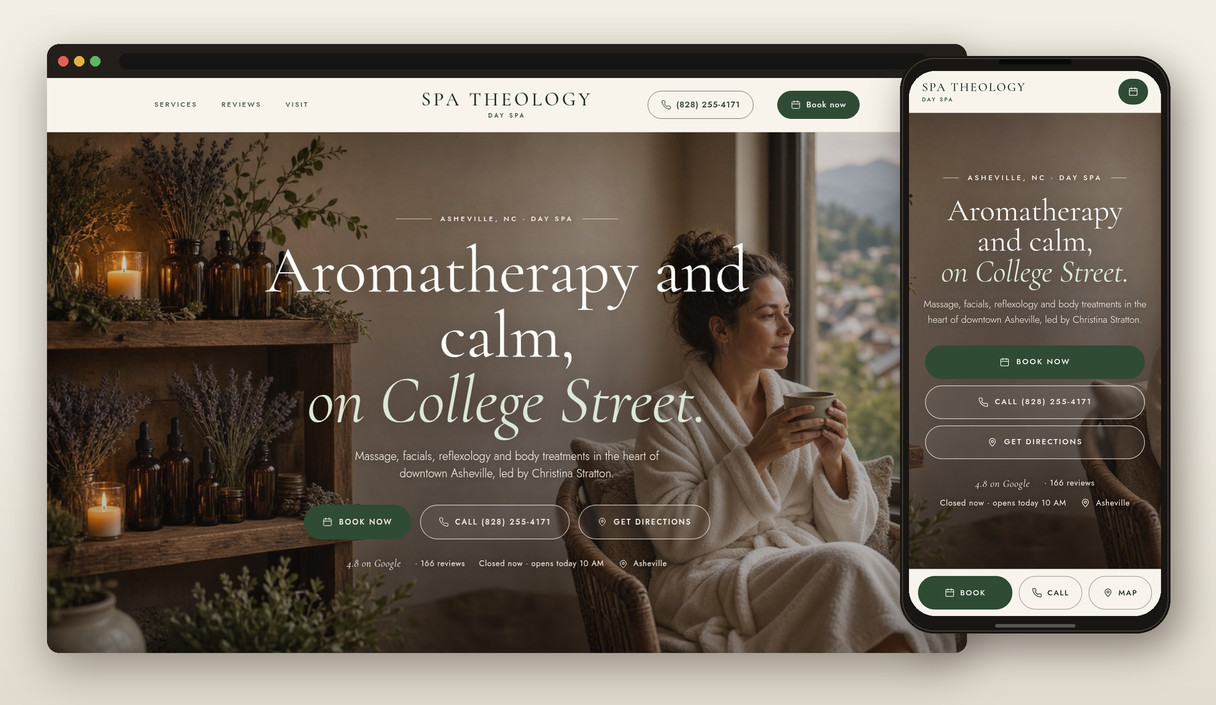 SERVICES REVIEWS VISIT
SPA THEOLOGY
DAY SPA
(828) 255-4171
Book now
ASHEVILLE, NC · DAY SPA
Aromatherapy and
calm,
on College Street.
Massage, facials, reflexology and body treatments in the heart of
downtown Asheville, led by Christina Stratton.
BOOK NOW
CALL (828) 255-4171
GET DIRECTIONS
4.8 on Google · 166 reviews Closed now · opens today 10 AM Asheville
SPA THEOLOGY
DAY SPA
ASHEVILLE, NC · DAY SPA
Aromatherapy
and calm,
on College Street.
Massage, facials, reflexology and body treatments in the
heart of downtown Asheville, led by Christina Stratton.
BOOK NOW
CALL (828) 255-4171
GET DIRECTIONS
4.8 on Google · 166 reviews
Closed now · opens today 10 AM Asheville
BOOK CALL MAP